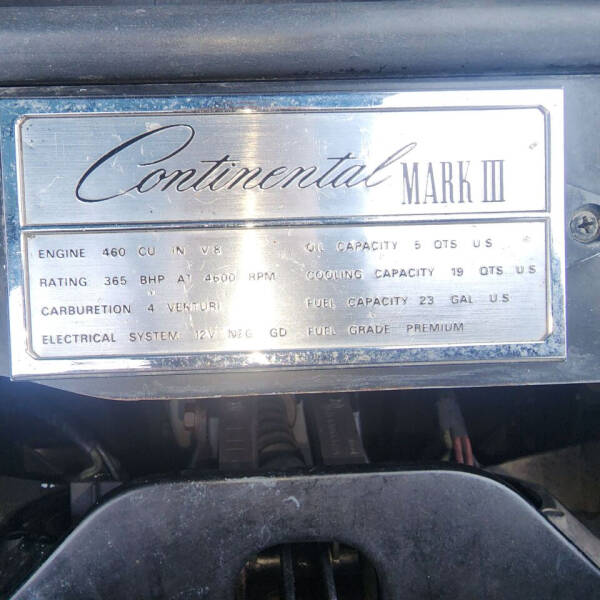 Continental MARK III
ENGINE 460 CU IN V.8
RATING 365 BHP AT 4600 RPM
CARBURETION 4 VENTURI
ELECTRICAL SYSTEM 12V NEG GD
OIL CAPACITY 5 QTS U S
COOLING CAPACITY 19 QTS U S
FUEL CAPACITY 23 GAL U.S
FUEL GRADE PREMIUM